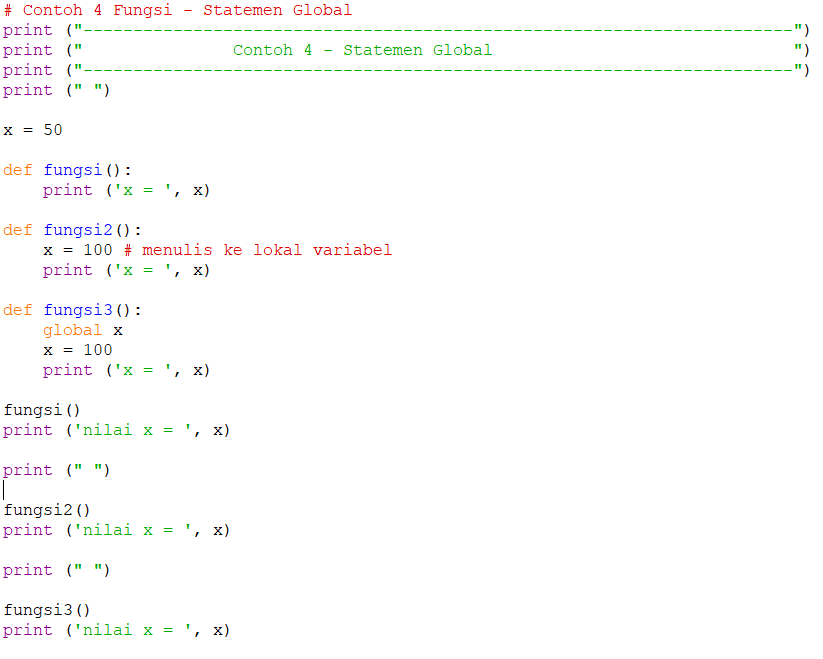 # Contoh 4 Fungsi - Statemen Global
print ("-----------------------------------------------------------------------")
print ("               Contoh 4 - Statemen Global                              ")
print ("-----------------------------------------------------------------------")
print (" ")
x = 50
def fungsi():
    print ('x = ', x)
def fungsi2():
    x = 100 # menulis ke lokal variabel
    print ('x = ', x)
def fungsi3():
    global x
    x = 100
    print ('x = ', x)
fungsi()
print ('nilai x = ', x)
print (" ")
fungsi2()
print ('nilai x = ', x)
print (" ")
fungsi3()
print ('nilai x = ', x)